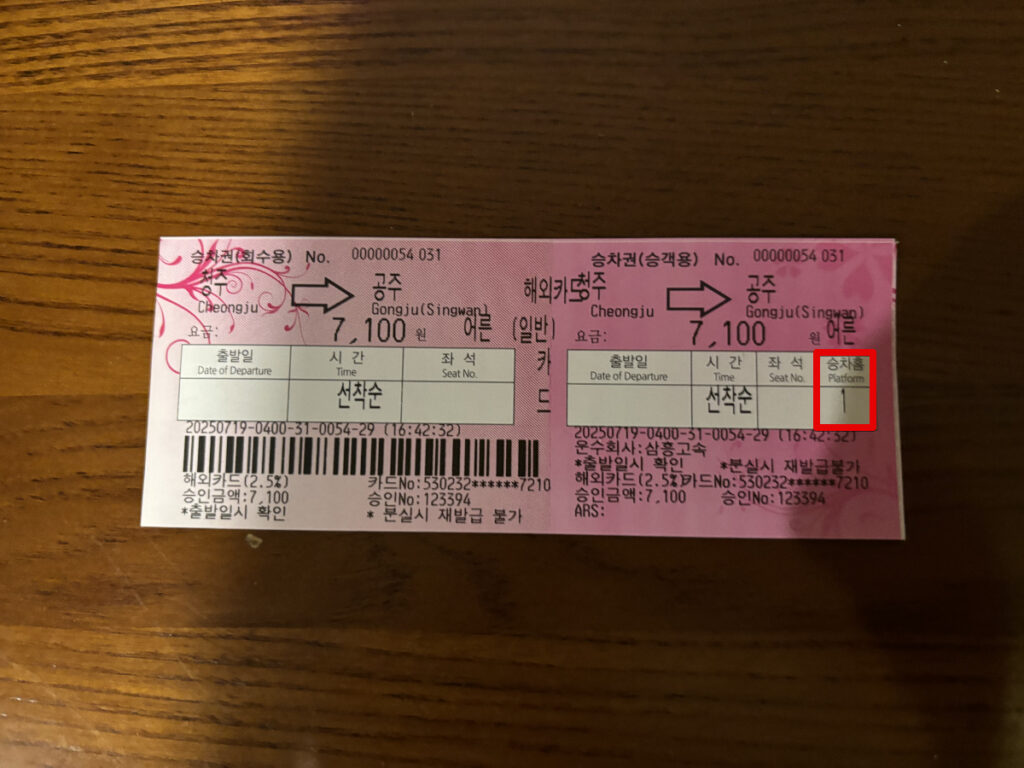 승차권(회수용) No. 00000054 031
청주 공주
Cheongju Gongju(Singwan)
요금: 7,100 원 어른
출발일 시 간 좌 석
Date of Departure Time Seat No.
선착순
20250719-0400-31-0054-29 (16:42:32)
해외카드(2.5%) 카드No:530232******7210
승인금액:7,100 승인No:123394
*출발일시 확인 * 분실시 재발급 불가
해외카드
(일반)
카
드
승차권(승객용) No. 00000054 031
청주 공주
Cheongju Gongju(Singwan)
요금: 7,100 원 어른
출발일 시 간 좌 석 승차홈
Date of Departure Time Seat No. Platform
선착순 1
20250719-0400-31-0054-29 (16:42:32)
운수회사:삼흥고속
*출발일시 확인 *분실시 재발급불가
해외카드(2.5%)카드No:530232******7210
승인금액:7,100 승인No:123394
ARS: